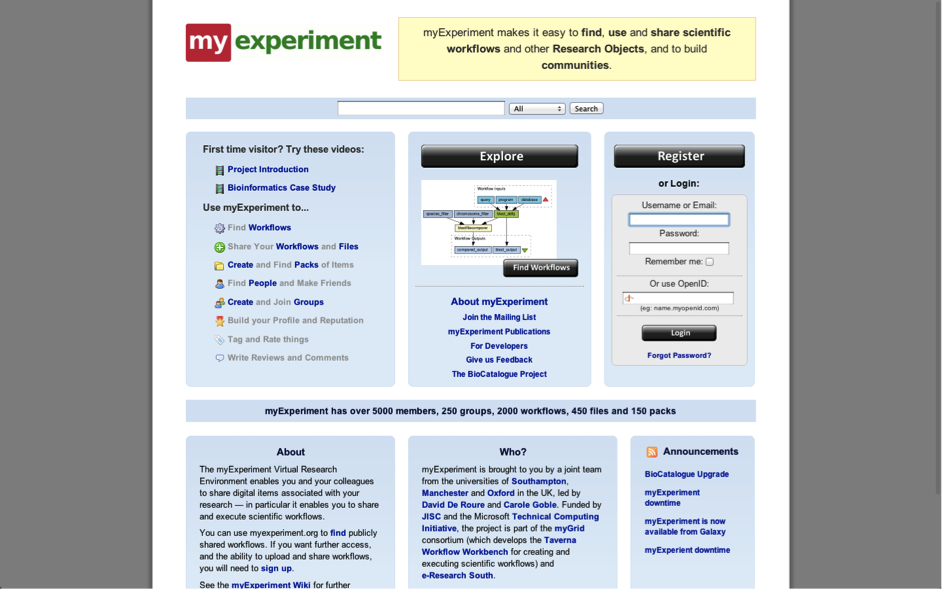 my experiment
myExperiment makes it easy to find, use and share scientific
workflows and other Research Objects, and to build
communities.
All
Search
First time visitor? Try these videos:
Project Introduction
Bioinformatics Case Study
Use myExperiment to...
Find Workflows
Share Your Workflows and Files
Create and Find Packs of Items
Find People and Make Friends
Create and Join Groups
Build your Profile and Reputation
Tag and Rate things
Write Reviews and Comments
Explore
Workflow Inputs
query program database
Workflow Outputs
Find Workflows
About myExperiment
Join the Mailing List
myExperiment Publications
For Developers
Give us Feedback
The BioCatalogue Project
Register
or Login:
Username or Email:
Password:
Remember me:
Or use OpenID:
(eg: name.myopenid.com)
Login
Forgot Password?
myExperiment has over 5000 members, 250 groups, 2000 workflows, 450 files and 150 packs
About
The myExperiment Virtual Research
Environment enables you and your colleagues
to share digital items associated with your
research — in particular it enables you to share
and execute scientific workflows.
You can use myexperiment.org to find publicly
shared workflows. If you want further access,
and the ability to upload and share workflows,
you will need to sign up.
See the myExperiment Wiki for further
Who?
myExperiment is brought to you by a joint team
from the universities of Southampton,
Manchester and Oxford in the UK, led by
David De Roure and Carole Goble. Funded by
JISC and the Microsoft Technical Computing
Initiative, the project is part of the myGrid
consortium (which develops the Taverna
Workflow Workbench for creating and
executing scientific workflows) and
e-Research South.
Announcements
BioCatalogue Upgrade
myExperiment
downtime
myExperiment is now
available from Galaxy
myExperient downtime